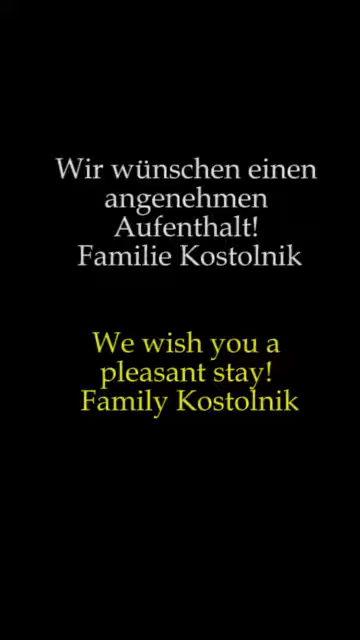 Wir wünschen einen
angenehmen
Aufenthalt!
Familie Kostolnik
We wish you a
pleasant stay!
Family Kostolnik